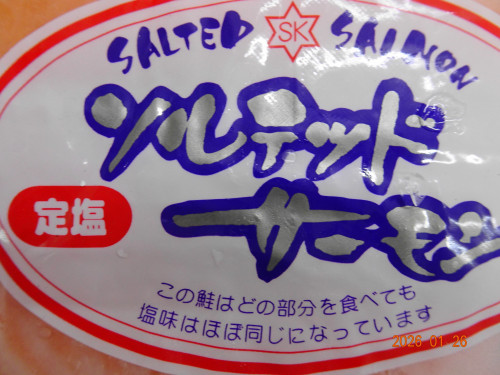 SALTED SK SALMON
ソルテッド
サーモン
定塩
この鮭はどの部分を食べても
塩味はほぼ同じになっています
2026 01 26